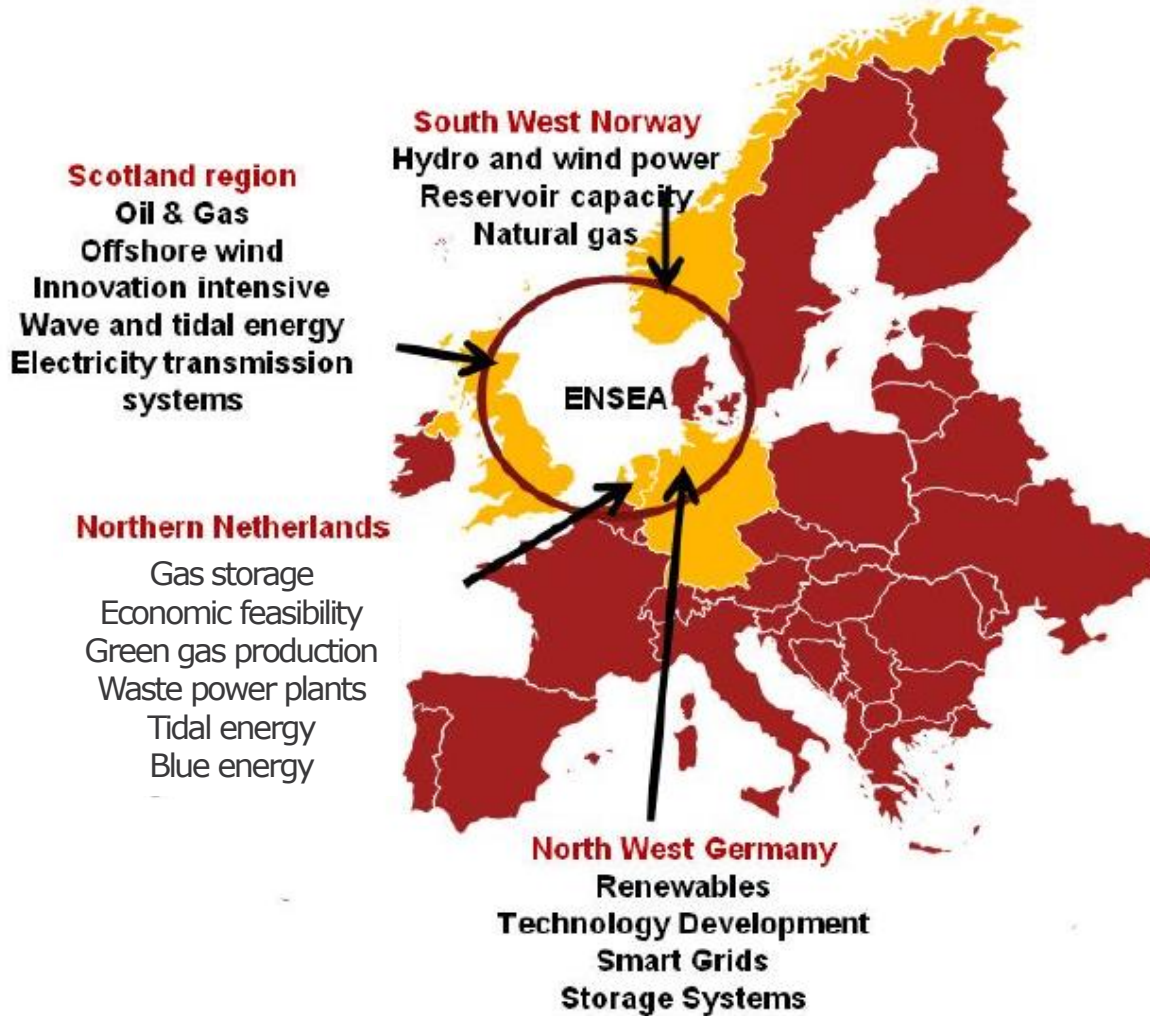 South West Norway
Hydro and wind power
Reservoir capacity
Natural gas
Scotland region
Oil & Gas
Offshore wind
Innovation intensive
Wave and tidal energy
Electricity transmission
systems
ENSEA
Northern Netherlands
Gas storage
Economic feasibility
Green gas production
Waste power plants
Tidal energy
Blue energy
North West Germany
Renewables
Technology Development
Smart Grids
Storage Systems